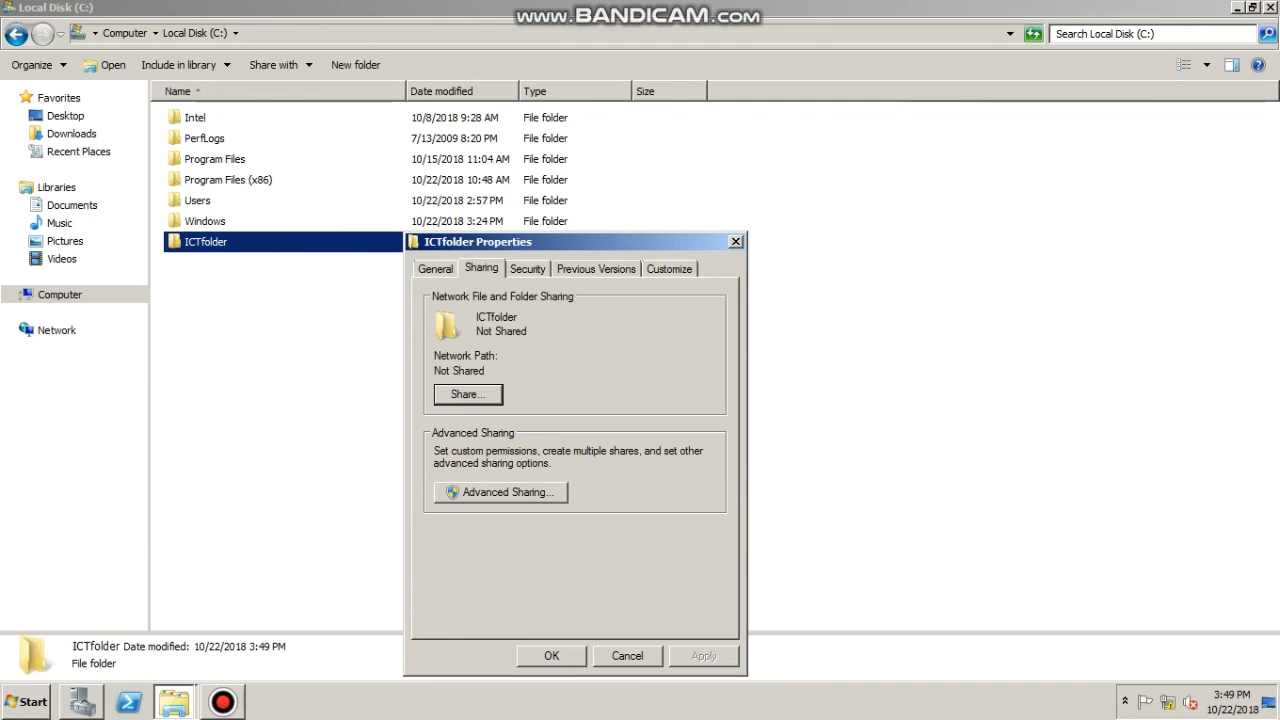 Local Disk (C:)
www.BANDICAM.com
Computer Local Disk (C:)
Search Local Disk (C:)
Organize Open Include in library Share with New folder
Favorites
Desktop
Downloads
Recent Places
Libraries
Documents
Music
Pictures
Videos
Computer
Network
Name Date modified Type Size
Intel 10/8/2018 9:28 AM File folder
PerfLogs 7/13/2009 8:20 PM File folder
Program Files 10/15/2018 11:04 AM File folder
Program Files (x86) 10/22/2018 10:48 AM File folder
Users 10/22/2018 2:57 PM File folder
Windows 10/22/2018 3:24 PM File folder
ICTfolder
ICTfolder Properties
General Sharing Security Previous Versions Customize
Network File and Folder Sharing
ICTfolder
Not Shared
Network Path:
Not Shared
Share...
Advanced Sharing
Set custom permissions, create multiple shares, and set other
advanced sharing options.
Advanced Sharing...
OK Cancel Apply
ICTfolder Date modified: 10/22/2018 3:49 PM
File folder
Start
3:49 PM
10/22/2018